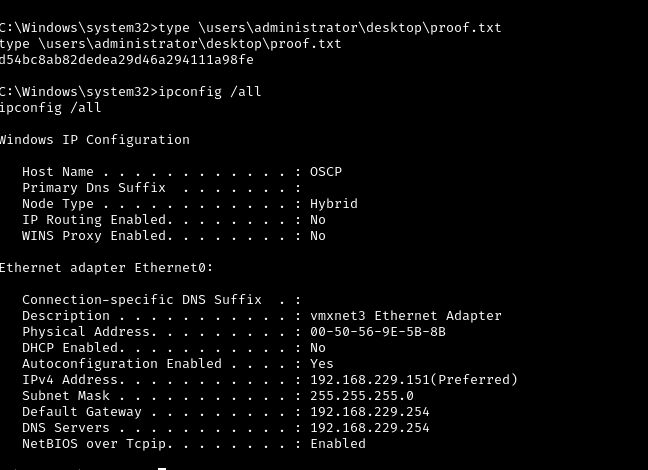 C:\Windows\system32>type \users\administrator\desktop\proof.txt
type \users\administrator\desktop\proof.txt
d54bc8ab82dedea29d46a294111a98fe
C:\Windows\system32>ipconfig /all
ipconfig /all
Windows IP Configuration
Host Name . . . . . . . . . . . . : OSCP
Primary Dns Suffix  . . . . . . . :
Node Type . . . . . . . . . . . . : Hybrid
IP Routing Enabled. . . . . . . . : No
WINS Proxy Enabled. . . . . . . . : No
Ethernet adapter Ethernet0:
Connection-specific DNS Suffix  . :
Description . . . . . . . . . . . : vmxnet3 Ethernet Adapter
Physical Address. . . . . . . . . : 00-50-56-9E-5B-8B
DHCP Enabled. . . . . . . . . . . : No
Autoconfiguration Enabled . . . . : Yes
IPv4 Address. . . . . . . . . . . : 192.168.229.151(Preferred)
Subnet Mask . . . . . . . . . . . : 255.255.255.0
Default Gateway . . . . . . . . . : 192.168.229.254
DNS Servers . . . . . . . . . . . : 192.168.229.254
NetBIOS over Tcpip. . . . . . . . : Enabled